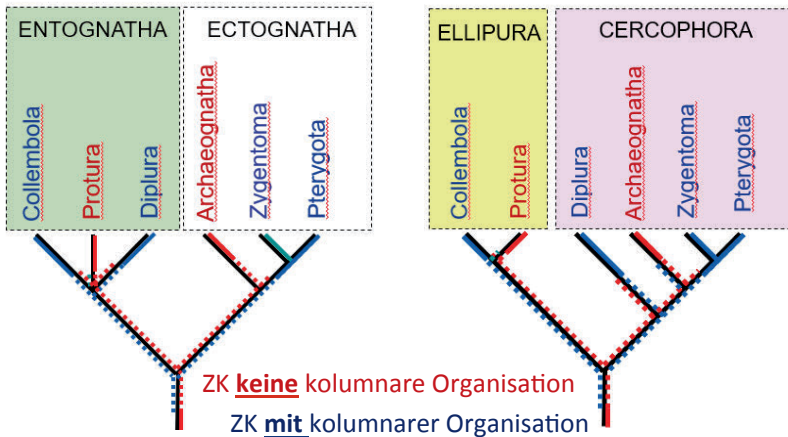 ENTOGNATHA
ECTOGNATHA
Collembola
Protura
Diplura
Archaeognatha
Zygentoma
Pterygota
ELLIPURA
CERCOPHORA
Collembola
Protura
Diplura
Archaeognatha
Zygentoma
Pterygota
ZK keine kolumnare Organisation
ZK mit kolumnarer Organisation